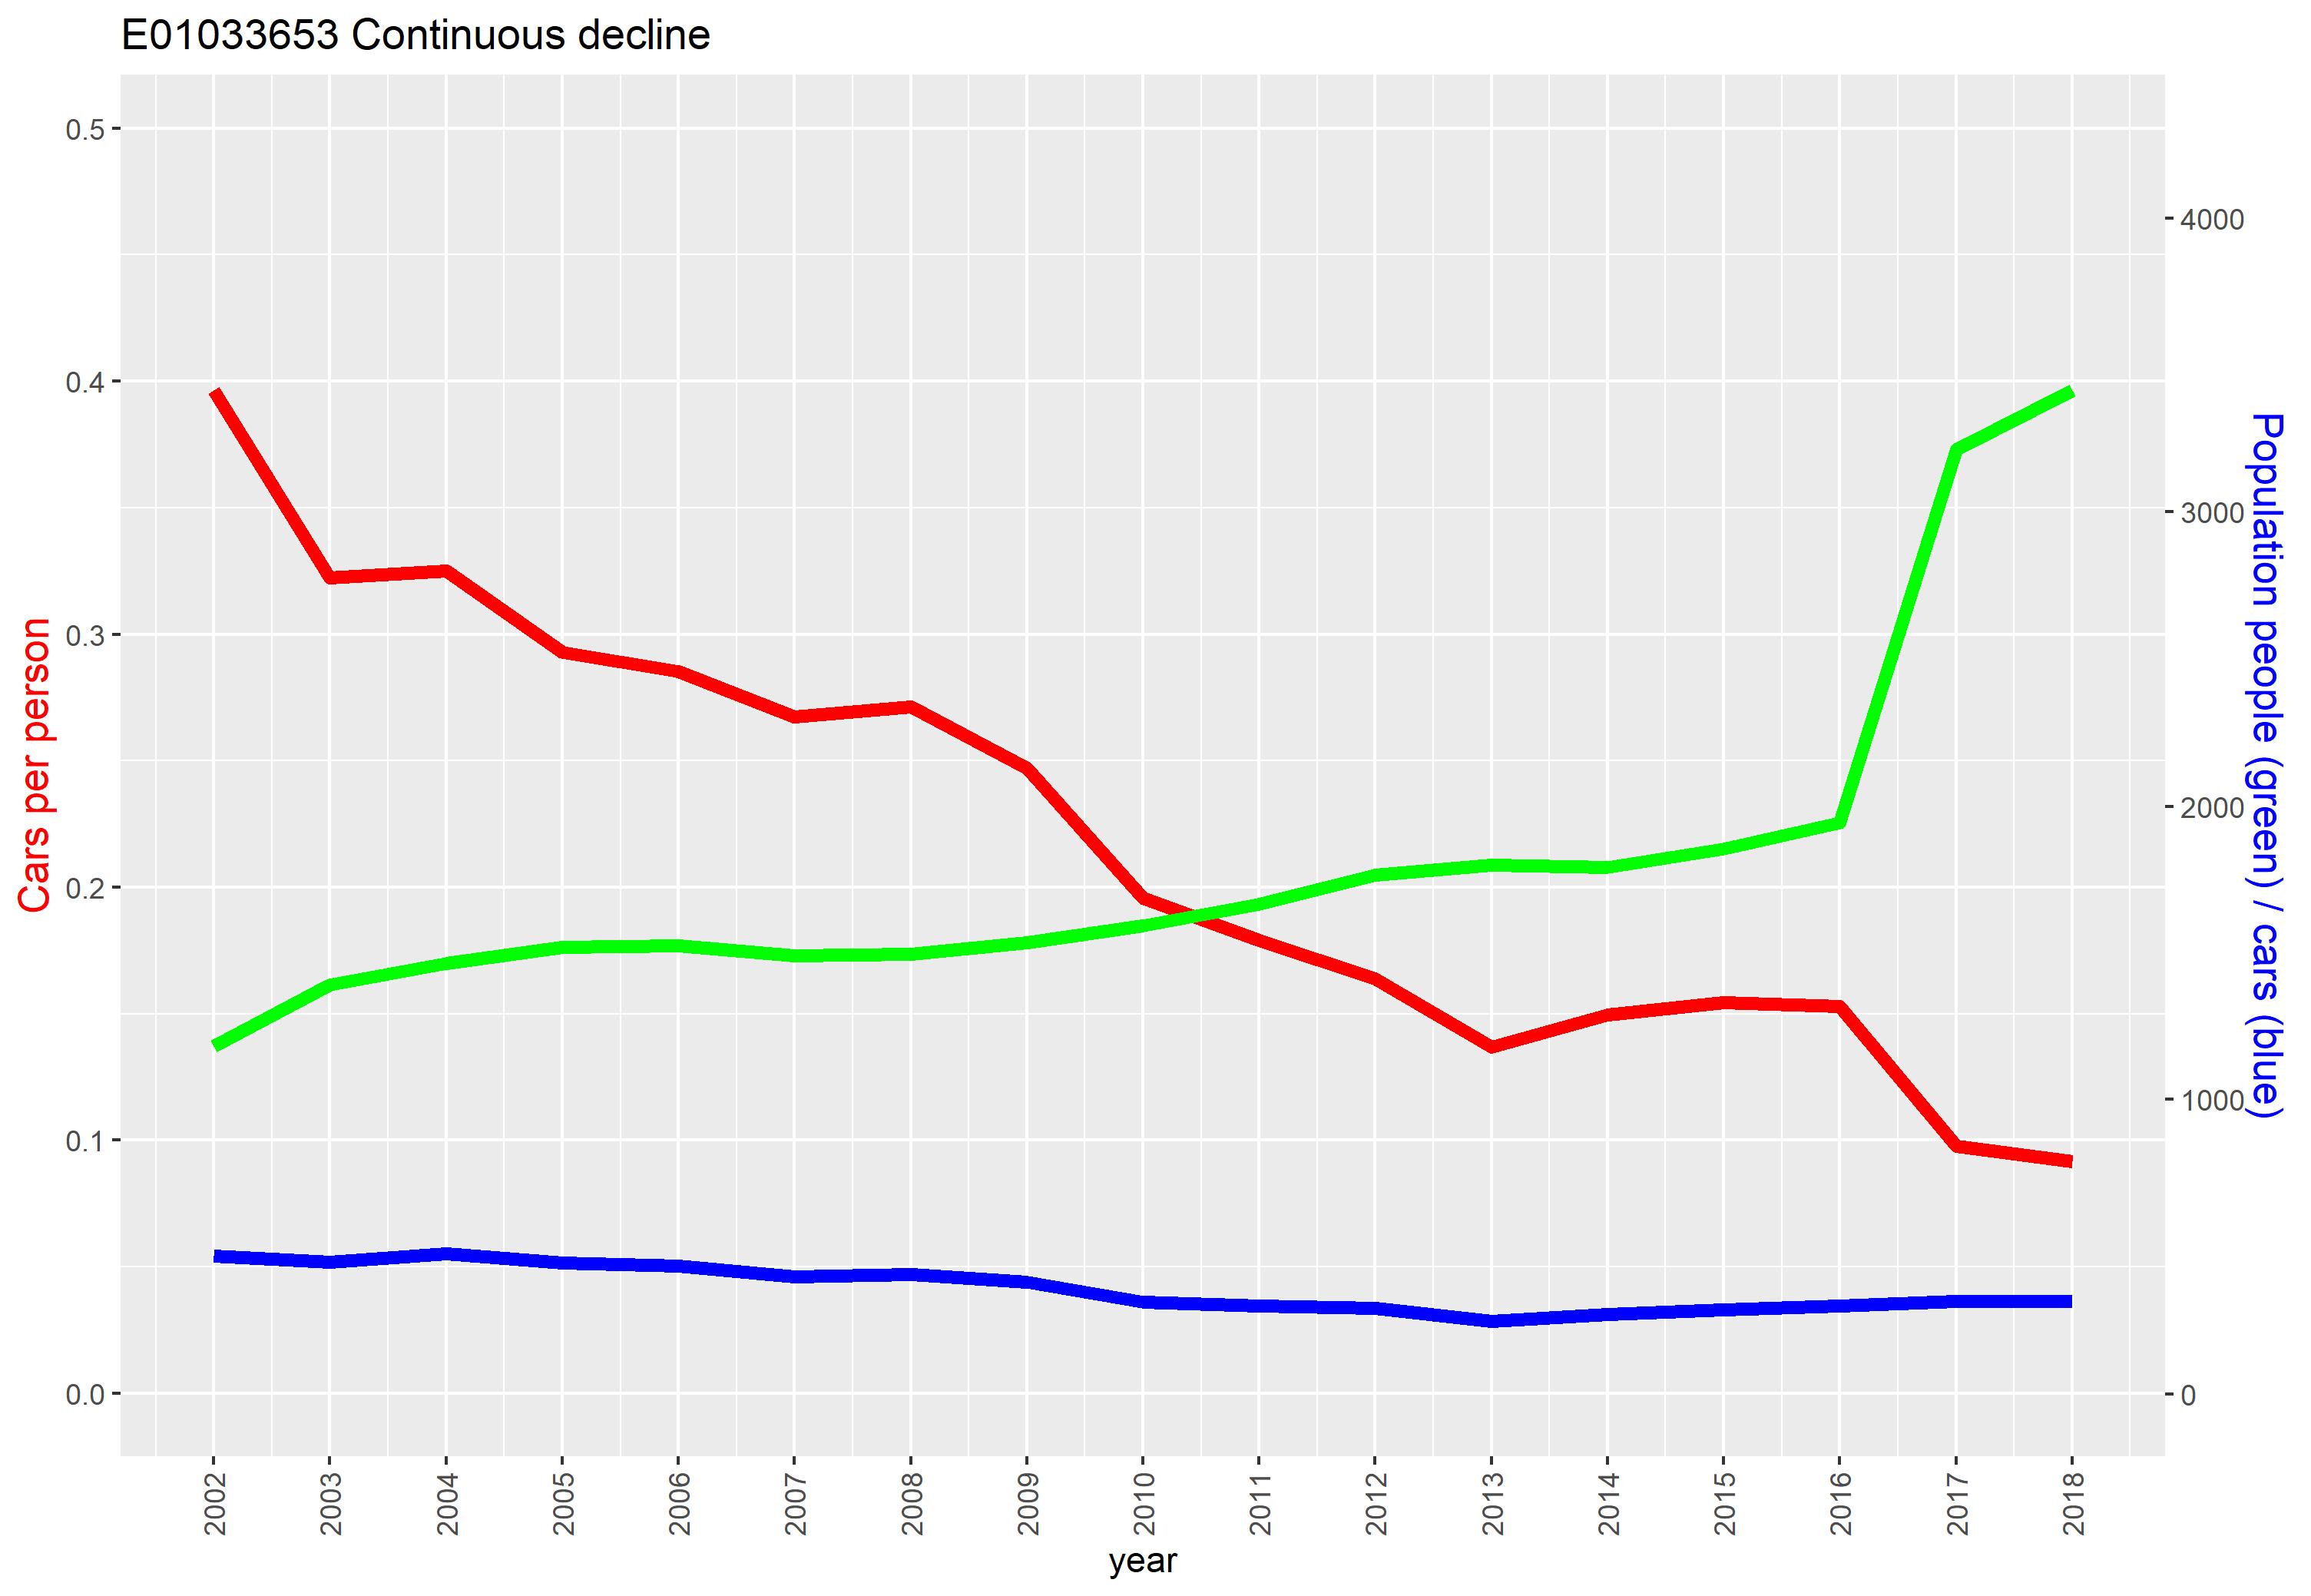 E01033653 Continuous decline
Cars per person
0.5
0.4
0.3
0.2
0.1
0.0
4000
3000
2000
1000
0
Population people (green) / cars (blue)
2002 2003 2004 2005 2006 2007 2008 2009 2010 2011 2012 2013 2014 2015 2016 2017 2018
year